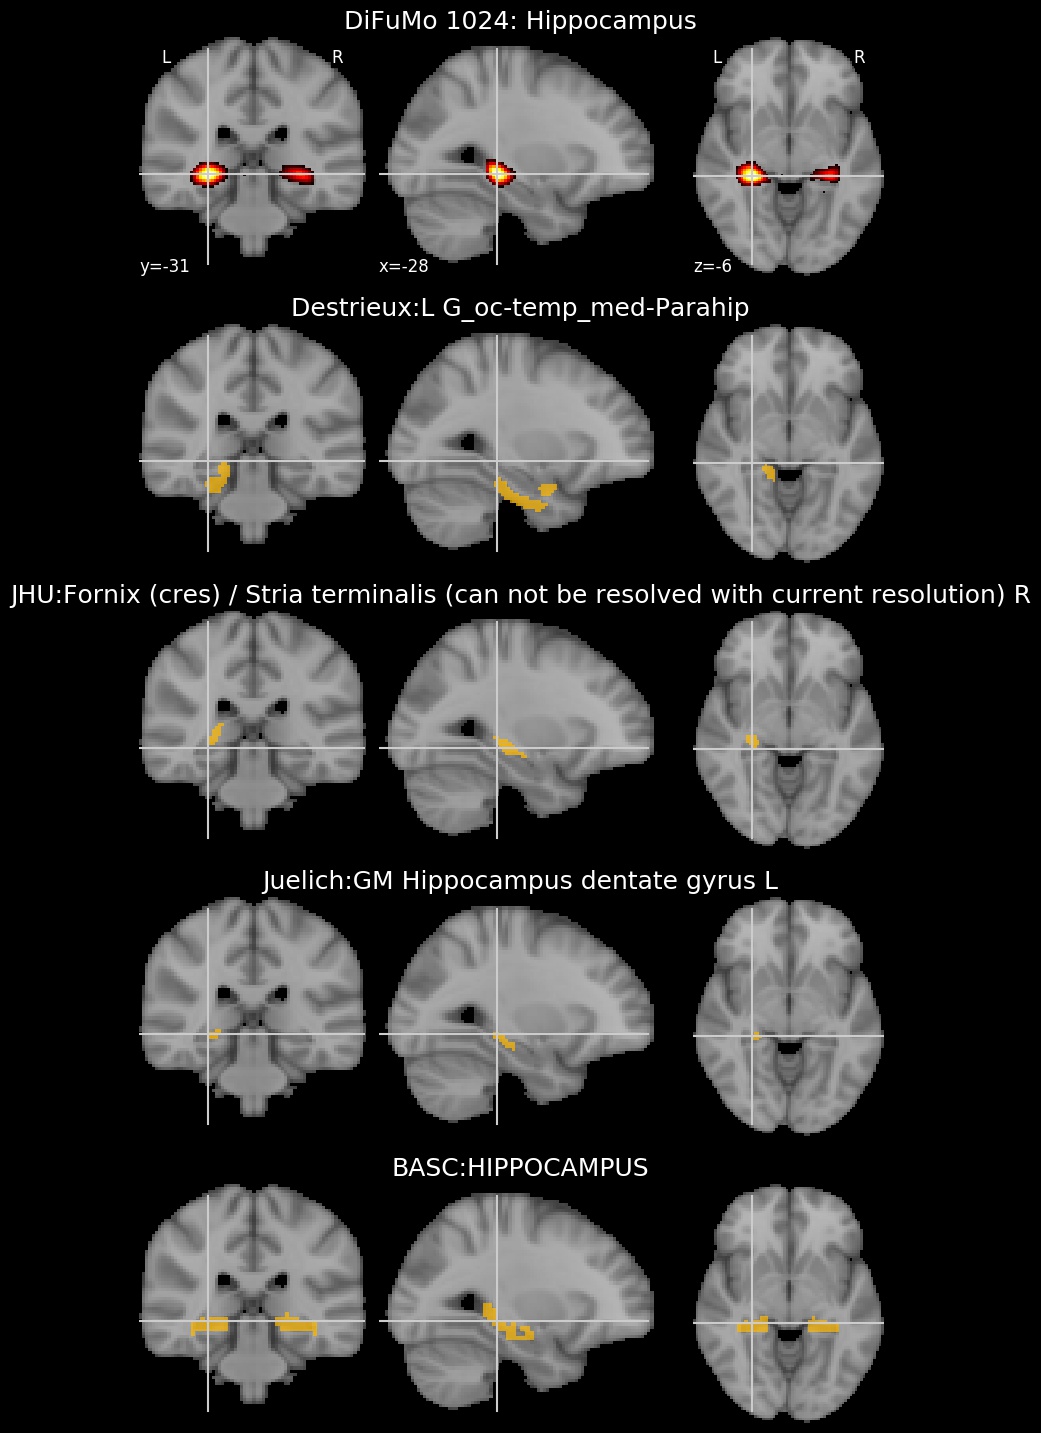 DiFuMo 1024: Hippocampus
L R L R
y=-31 x=-28 z=-6
Destrieux:L G_oc-temp_med-Parahip
JHU:Fornix (cres) / Stria terminalis (can not be resolved with current resolution) R
Juelich:GM Hippocampus dentate gyrus L
BASC:HIPPOCAMPUS